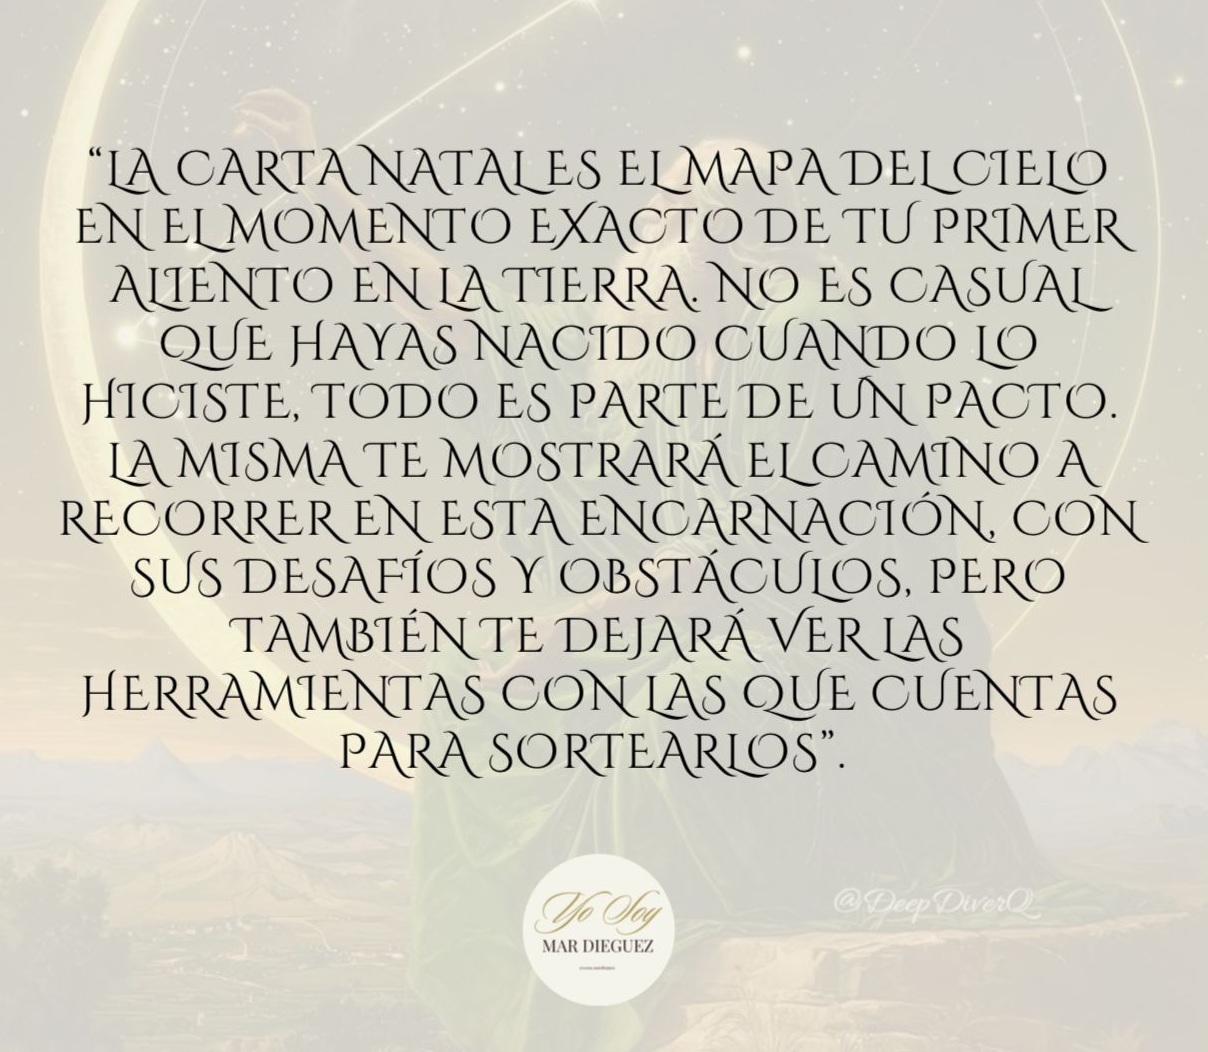 “LA CARTA NATAL ES EL MAPA DEL CIELO
EN EL MOMENTO EXACTO DE TU PRIMER
ALIENTO EN LA TIERRA. NO ES CASUAL
QUE HAYAS NACIDO CUANDO LO
HICISTE, TODO ES PARTE DE UN PACTO.
LA MISMA TE MOSTRARÁ EL CAMINO A
RECORRER EN ESTA ENCARNACIÓN, CON
SUS DESAFÍOS Y OBSTÁCULOS, PERO
TAMBIÉN TE DEJARÁ VER LAS
HERRAMIENTAS CON LAS QUE CUENTAS
PARA SORTEARLOS”.
@DeepDiverQ
Yo Soy
MAR DIEGUEZ